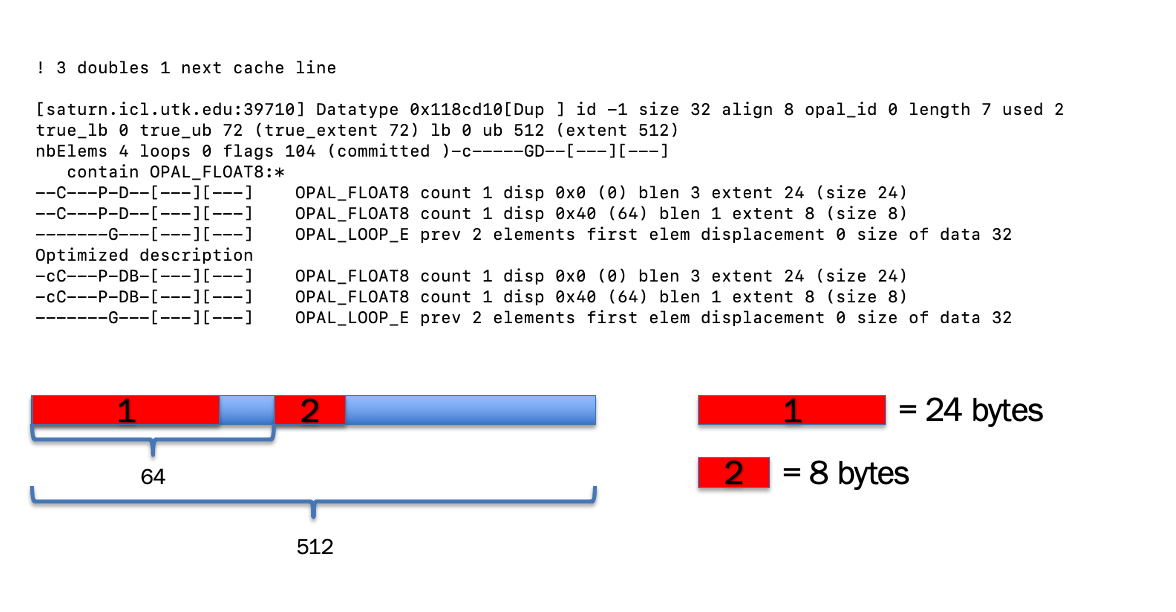 ! 3 doubles 1 next cache line
[saturn.icl.utk.edu:39710] Datatype 0x118cd10[Dup ] id -1 size 32 align 8 opal_id 0 length 7 used 2
true_lb 0 true_ub 72 (true_extent 72) lb 0 ub 512 (extent 512)
nbElems 4 loops 0 flags 104 (committed )-c-----GD--[---][---]
   contain OPAL_FLOAT8:*
--C---P-D--[---][---]    OPAL_FLOAT8 count 1 disp 0x0 (0) blen 3 extent 24 (size 24)
--C---P-D--[---][---]    OPAL_FLOAT8 count 1 disp 0x40 (64) blen 1 extent 8 (size 8)
-------G---[---][---]    OPAL_LOOP_E prev 2 elements first elem displacement 0 size of data 32
Optimized description
-cC---P-DB-[---][---]    OPAL_FLOAT8 count 1 disp 0x0 (0) blen 3 extent 24 (size 24)
-cC---P-DB-[---][---]    OPAL_FLOAT8 count 1 disp 0x40 (64) blen 1 extent 8 (size 8)
-------G---[---][---]    OPAL_LOOP_E prev 2 elements first elem displacement 0 size of data 32
1 2 1 = 24 bytes
64 2 = 8 bytes
512